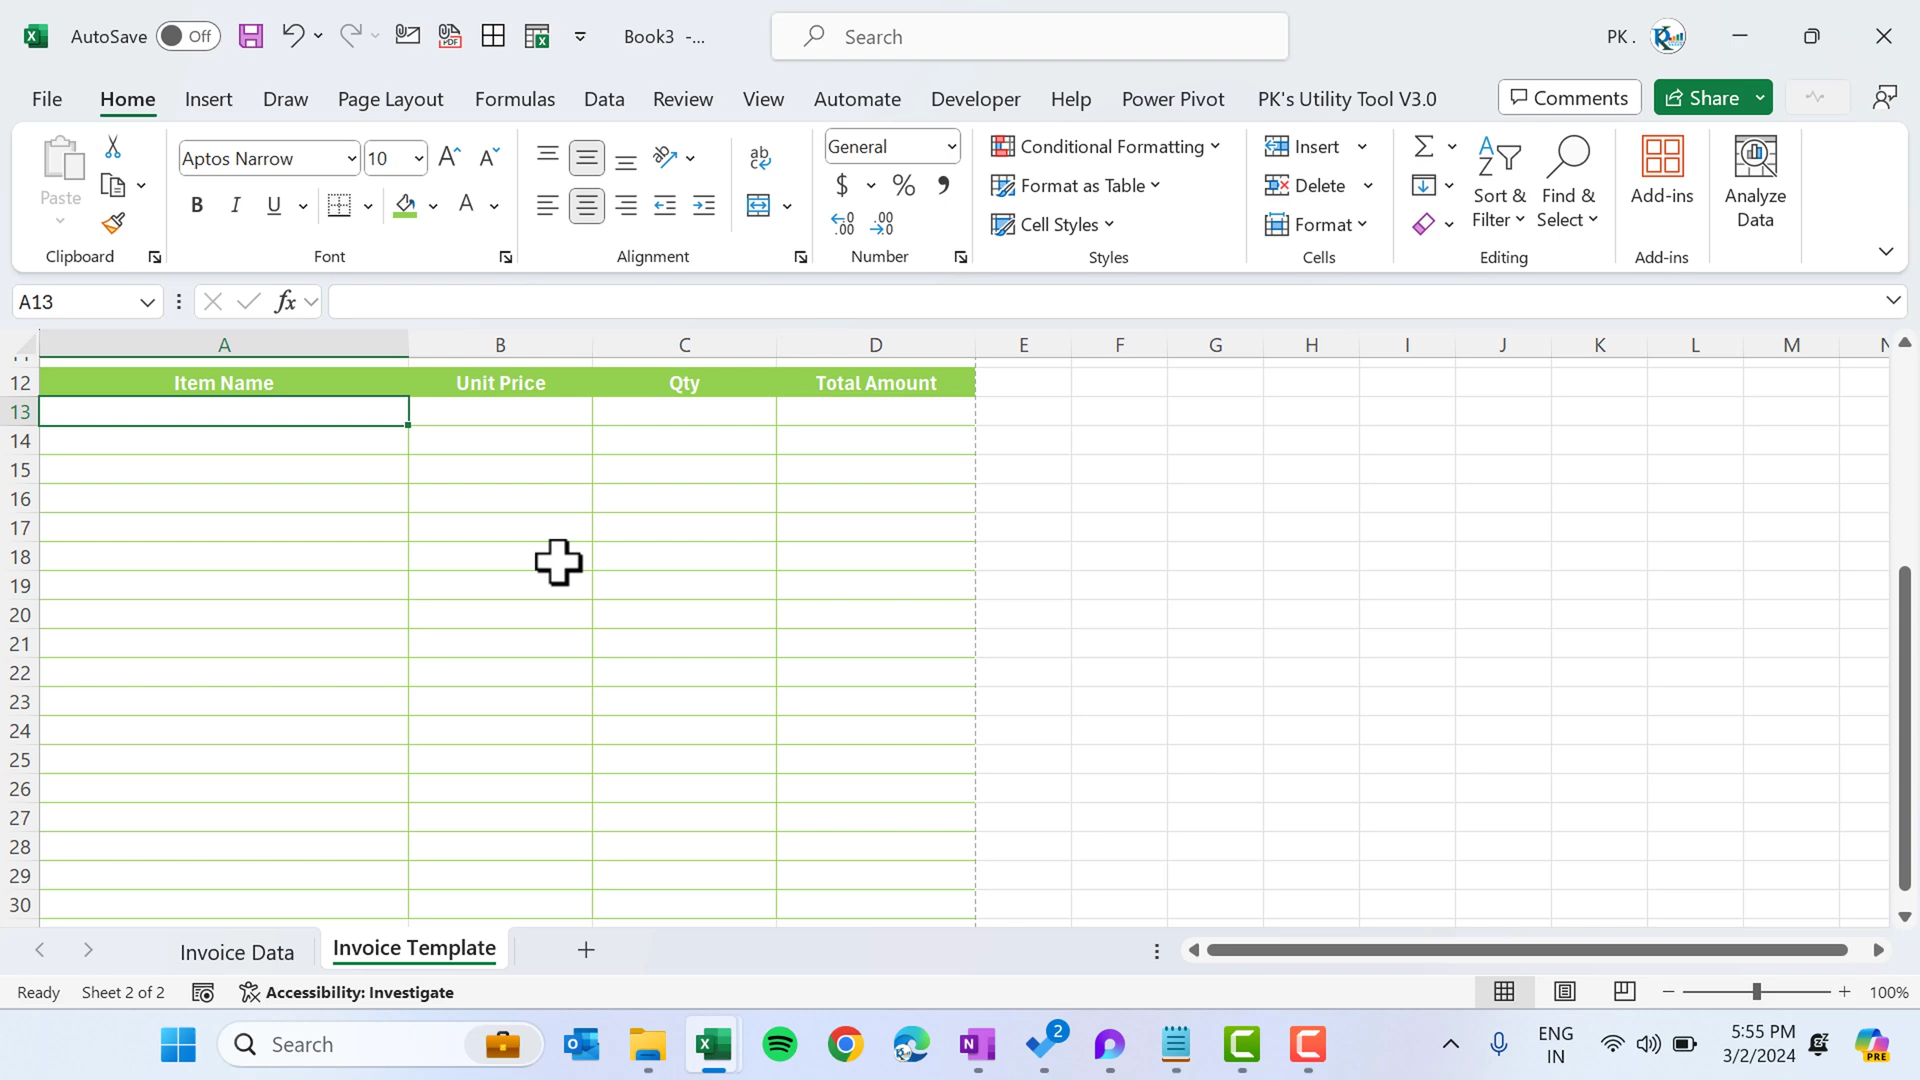 AutoSave Off Book3 -... Search PK .
File Home Insert Draw Page Layout Formulas Data Review View Automate Developer Help Power Pivot PK's Utility Tool V3.0 Comments Share
Paste
Clipboard
Aptos Narrow 10
B I U A
Font
ab
Alignment
General
$ % ,
Number
Conditional Formatting
Format as Table
Cell Styles
Styles
Insert
Delete
Format
Cells
Sort & Filter
Find & Select
Editing
Add-ins
Add-ins
Analyze Data
A13 fx
A B C D E F G H I J K L M
12 Item Name Unit Price Qty Total Amount
13
14
15
16
17
18
19
20
21
22
23
24
25
26
27
28
29
30
Invoice Data Invoice Template
Ready Sheet 2 of 2 Accessibility: Investigate 100%
Search 2 ENG 5:55 PM
IN 3/2/2024 PRE